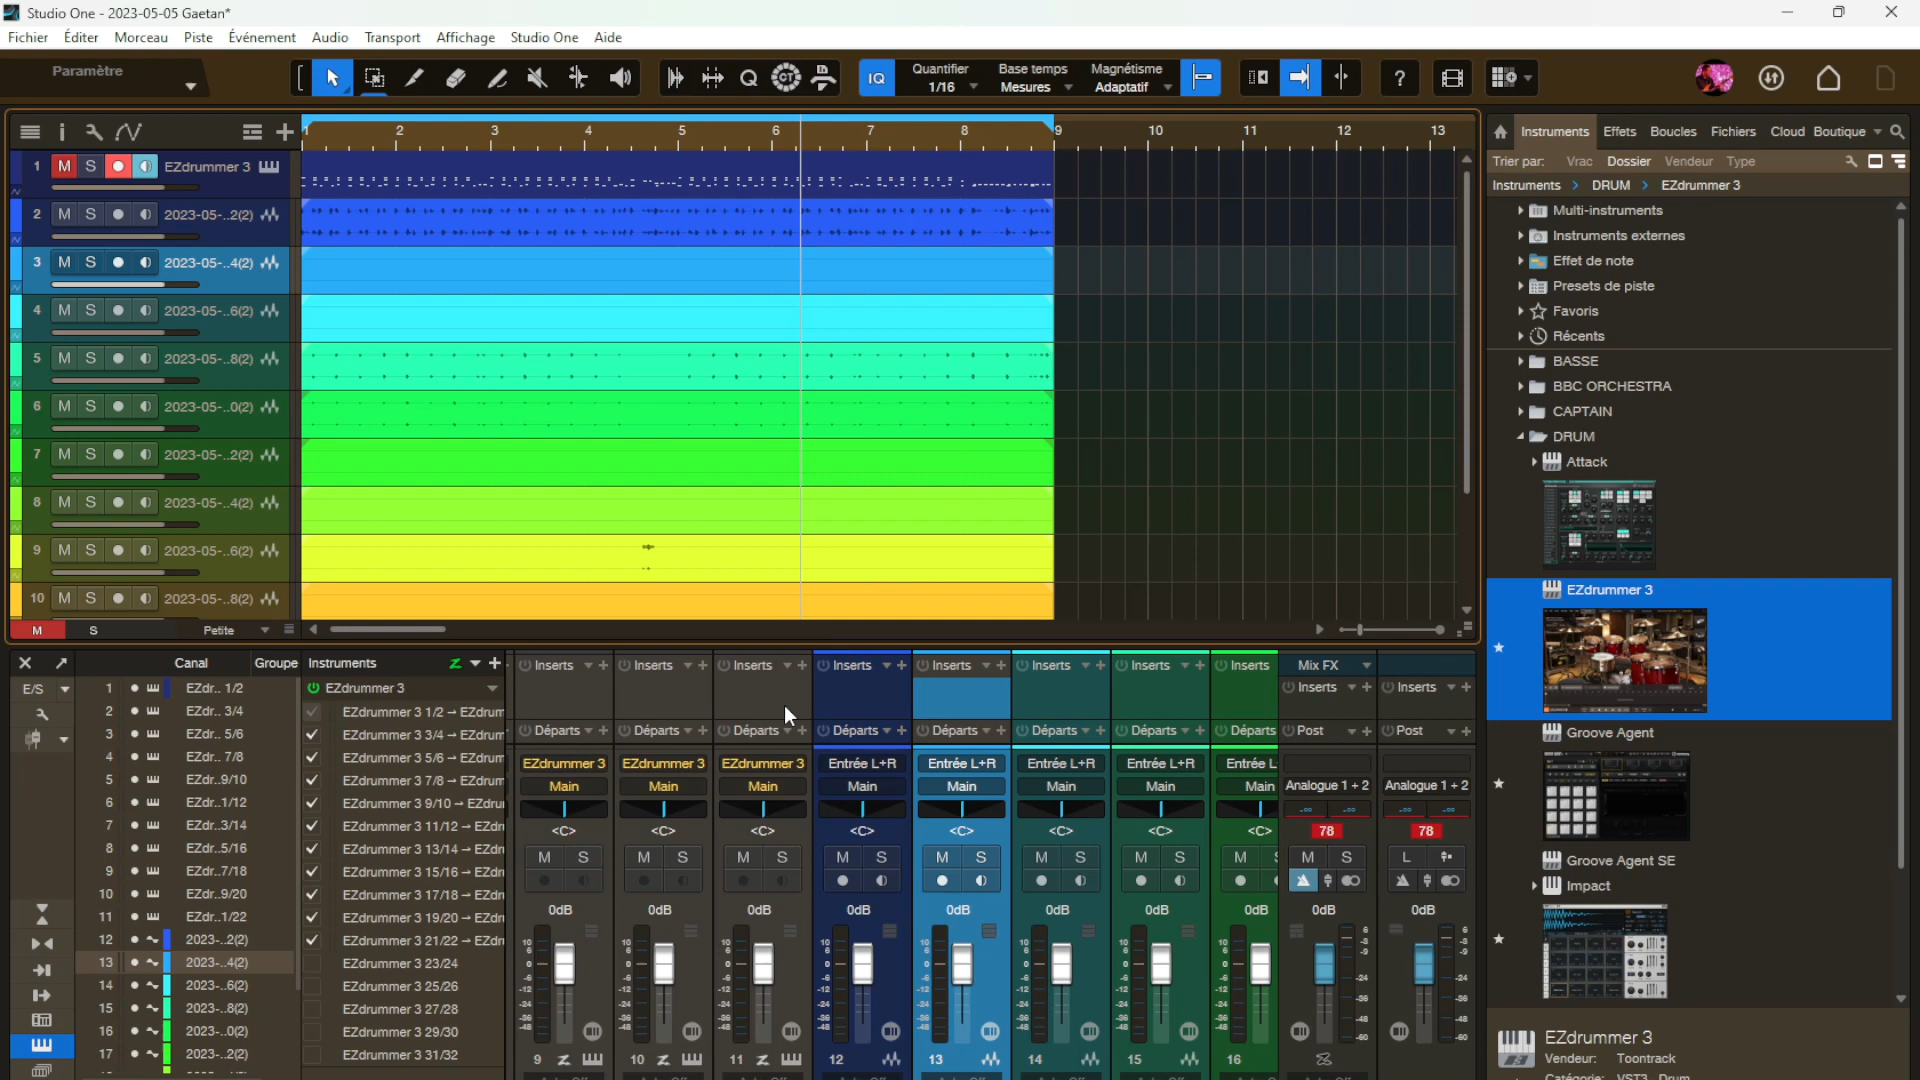 Studio One - 2023-05-05 Gaetan*
Fichier Éditer Morceau Piste Événement Audio Transport Affichage Studio One Aide
Paramètre
IQ
Quantifier 1/16
Base temps Mesures
Magnétisme Adaptatif
?
1 2 3 4 5 6 7 8 9 10 11 12 13
1 M S EZdrummer 3
2 M S 2023-05-..2(2)
3 M S 2023-05-..4(2)
4 M S 2023-05-..6(2)
5 M S 2023-05-..8(2)
6 M S 2023-05-..0(2)
7 M S 2023-05-..2(2)
8 M S 2023-05-..4(2)
9 M S 2023-05-..6(2)
10 M S 2023-05-..8(2)
M S Petite
Instruments Effets Boucles Fichiers Cloud Boutique
Trier par: Vrac Dossier Vendeur Type
Instruments > DRUM > EZdrummer 3
Multi-instruments
Instruments externes
Effet de note
Presets de piste
Favoris
Récents
BASSE
BBC ORCHESTRA
CAPTAIN
DRUM
Attack
EZdrummer 3
Groove Agent
Groove Agent SE
Impact
EZdrummer 3
Vendeur: Toontrack
Catégorie: VST3 Drum
Canal Groupe Instruments
E/S
1 EZdr.. 1/2
2 EZdr.. 3/4
3 EZdr.. 5/6
4 EZdr.. 7/8
5 EZdr..9/10
6 EZdr..1/12
7 EZdr..3/14
8 EZdr..5/16
9 EZdr..7/18
10 EZdr..9/20
11 EZdr..1/22
12 2023-..2(2)
13 2023-..4(2)
14 2023-..6(2)
15 2023-..8(2)
16 2023-..0(2)
17 2023-..2(2)
EZdrummer 3
EZdrummer 3 1/2 → EZdrum
EZdrummer 3 3/4 → EZdrum
EZdrummer 3 5/6 → EZdrum
EZdrummer 3 7/8 → EZdrum
EZdrummer 3 9/10 → EZdru
EZdrummer 3 11/12 → EZdr
EZdrummer 3 13/14 → EZdr
EZdrummer 3 15/16 → EZdr
EZdrummer 3 17/18 → EZdr
EZdrummer 3 19/20 → EZdr
EZdrummer 3 21/22 → EZdr
EZdrummer 3 23/24
EZdrummer 3 25/26
EZdrummer 3 27/28
EZdrummer 3 29/30
EZdrummer 3 31/32
Inserts Inserts Inserts Inserts Inserts Inserts Inserts Inserts Mix FX
Inserts Inserts
Départs Départs Départs Départs Départs Départs Départs Départs Post Post
EZdrummer 3 EZdrummer 3 EZdrummer 3 Entrée L+R Entrée L+R Entrée L+R Entrée L+R Entrée L
Main Main Main Main Main Main Main Main Analogue 1 + 2 Analogue 1 + 2
-∞ -∞ -∞ -∞
<C> <C> <C> <C> <C> <C> <C> <C> 78 78
M S M S M S M S M S M S M S M S M S L
0dB 0dB 0dB 0dB 0dB 0dB 0dB 0dB 0dB 0dB
9 10 11 12 13 14 15 16